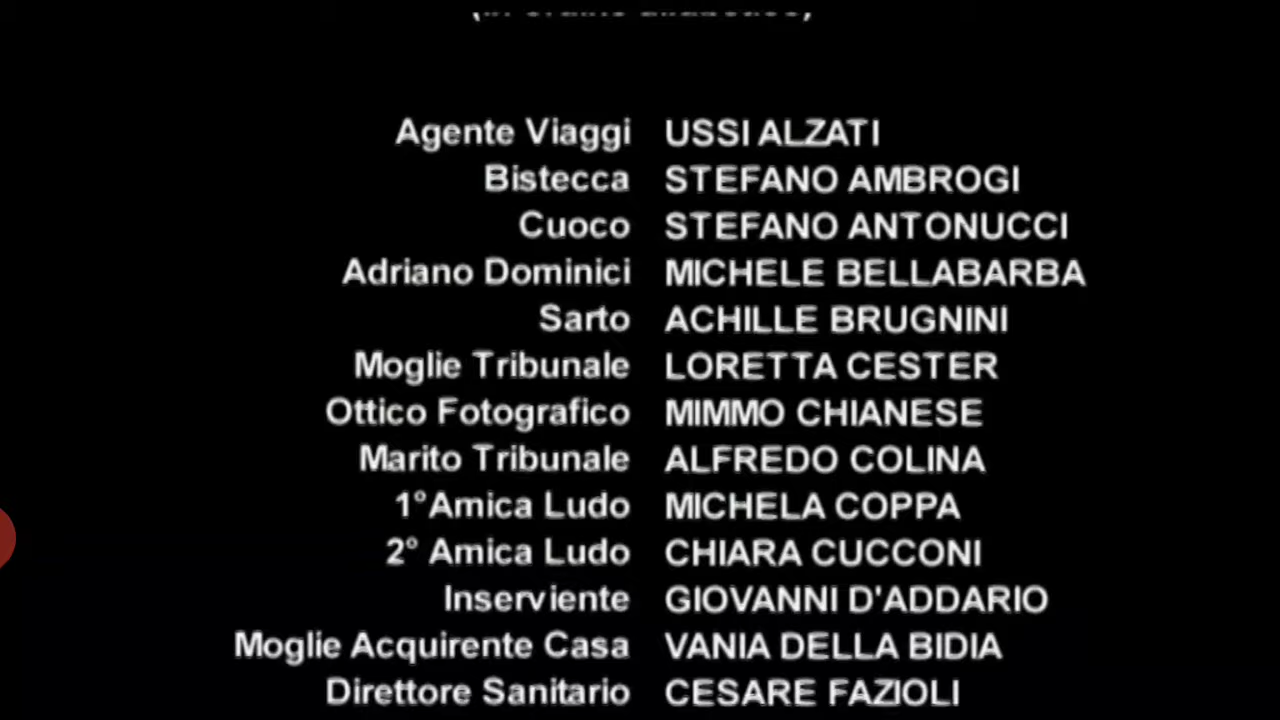 Agente Viaggi USSI ALZATI
Bistecca STEFANO AMBROGI
Cuoco STEFANO ANTONUCCI
Adriano Dominici MICHELE BELLABARBA
Sarto ACHILLE BRUGNINI
Moglie Tribunale LORETTA CESTER
Ottico Fotografico MIMMO CHIANESE
Marito Tribunale ALFREDO COLINA
1°Amica Ludo MICHELA COPPA
2° Amica Ludo CHIARA CUCCONI
Inserviente GIOVANNI D'ADDARIO
Moglie Acquirente Casa VANIA DELLA BIDIA
Direttore Sanitario CESARE FAZIOLI